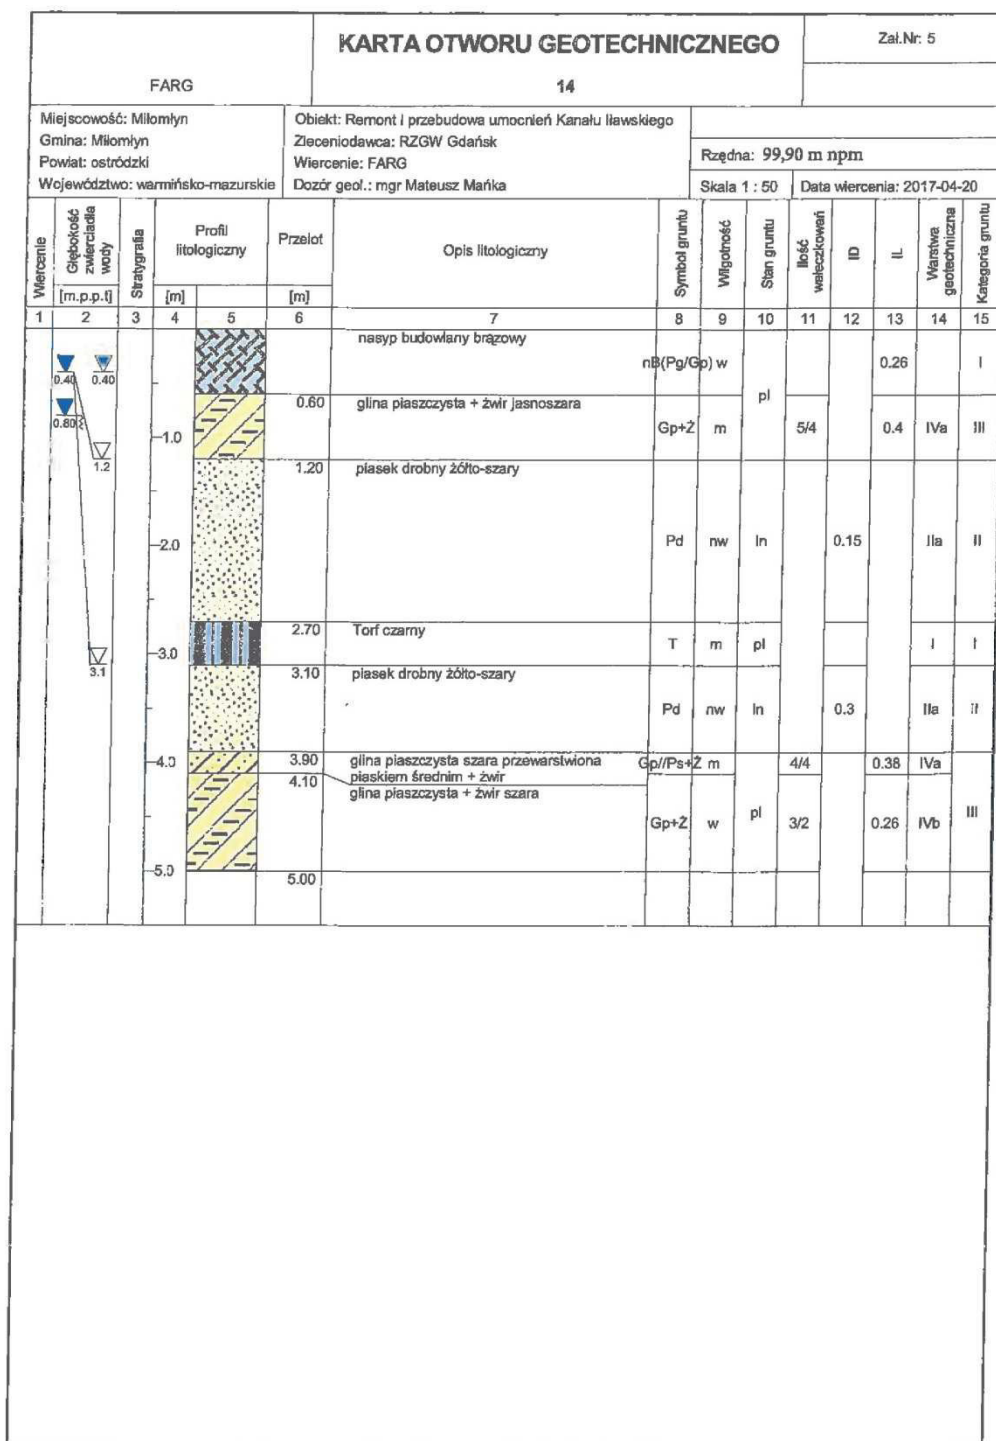 KARTA OTWORU GEOTECHNICZNEGO
Zał.Nr: 5
FARG
14
Miejscowość: Miłomłyn
Gmina: Miłomłyn
Powiat: ostródzki
Województwo: warmińsko-mazurskie
Obiekt: Remont i przebudowa umocnień Kanału Iławskiego
Zleceniodawca: RZGW Gdańsk
Wiercenie: FARG
Dozór geol.: mgr Mateusz Mańka
Rzędna: 99,90 m npm
Skala 1 : 50
Data wiercenia: 2017-04-20
Wiercenie
Głębokość zwierciadła wody
[m.p.p.t]
Stratygrafia
Profil litologiczny
[m]
Przelot
[m]
Opis litologiczny
Symbol gruntu
Wilgotność
Stan gruntu
Ilość wałeczkowań
ID
IL
Warstwa geotechniczna
Kategoria gruntu
1 2 3 4 5 6 7 8 9 10 11 12 13 14 15
nasyp budowlany brązowy
nB(Pg/Gp) w 0.26 I
0.40 0.40
pl
0.60 glina piaszczysta + żwir jasnoszara
0.80
Gp+Ż m 5/4 0.4 IVa III
1.0
1.2
1.20 piasek drobny żółto-szary
2.0 Pd nw ln 0.15 IIa II
2.70 Torf czarny
T m pl I I
3.0
3.1
3.10 piasek drobny żółto-szary
Pd nw ln 0.3 IIa II
4.0
3.90 glina piaszczysta szara przewarstwiona
piaskiem średnim + żwir
Gp//Ps+Ż m 4/4 0.38 IVa
4.10 glina piaszczysta + żwir szara
Gp+Ż w pl 3/2 0.26 IVb III
5.0
5.00